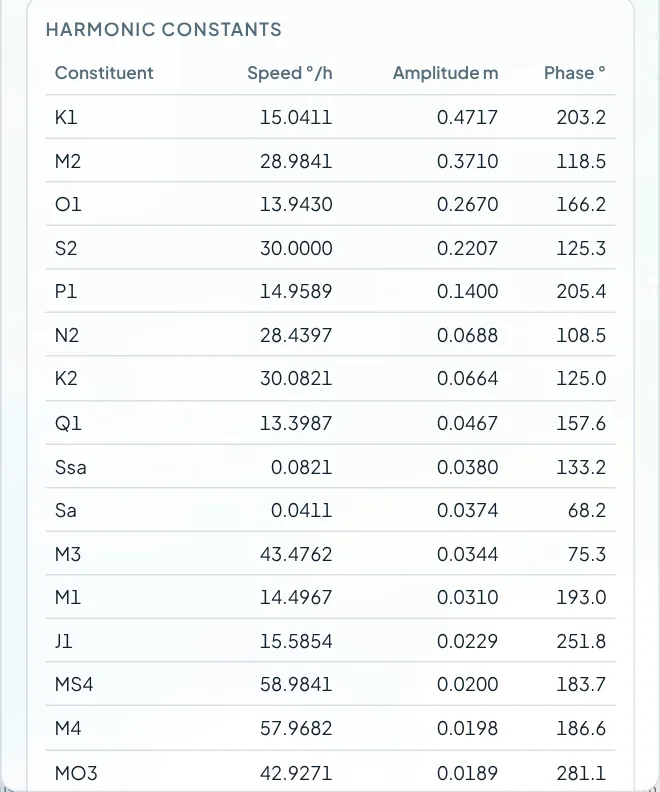 HARMONIC CONSTANTS
Constituent Speed °/h Amplitude m Phase °
K1 15.0411 0.4717 203.2
M2 28.9841 0.3710 118.5
O1 13.9430 0.2670 166.2
S2 30.0000 0.2207 125.3
P1 14.9589 0.1400 205.4
N2 28.4397 0.0688 108.5
K2 30.0821 0.0664 125.0
Q1 13.3987 0.0467 157.6
Ssa 0.0821 0.0380 133.2
Sa 0.0411 0.0374 68.2
M3 43.4762 0.0344 75.3
M1 14.4967 0.0310 193.0
J1 15.5854 0.0229 251.8
MS4 58.9841 0.0200 183.7
M4 57.9682 0.0198 186.6
MO3 42.9271 0.0189 281.1